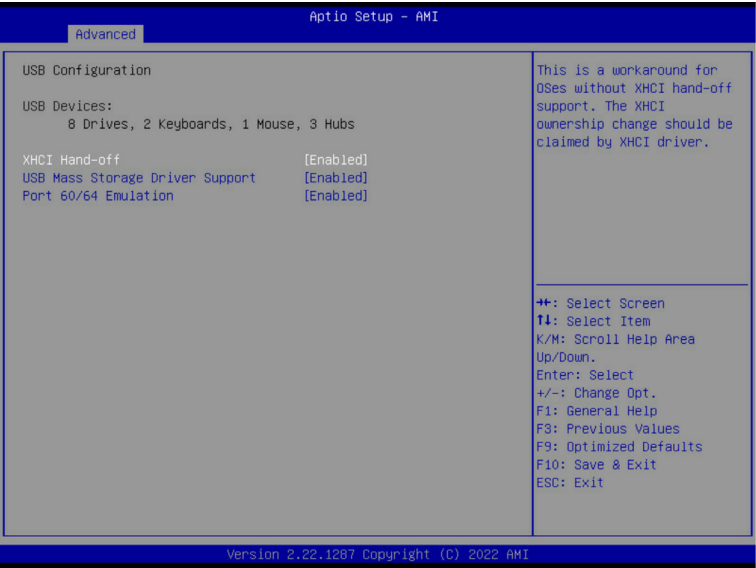 Aptio Setup – AMI
Advanced
USB Configuration
USB Devices:
8 Drives, 2 Keyboards, 1 Mouse, 3 Hubs
XHCI Hand-off [Enabled]
USB Mass Storage Driver Support [Enabled]
Port 60/64 Emulation [Enabled]
This is a workaround for
OSes without XHCI hand-off
support. The XHCI
ownership change should be
claimed by XHCI driver.
→←: Select Screen
↑↓: Select Item
K/M: Scroll Help Area
Up/Down.
Enter: Select
+/-: Change Opt.
F1: General Help
F3: Previous Values
F9: Optimized Defaults
F10: Save & Exit
ESC: Exit
Version 2.22.1287 Copyright (C) 2022 AMI